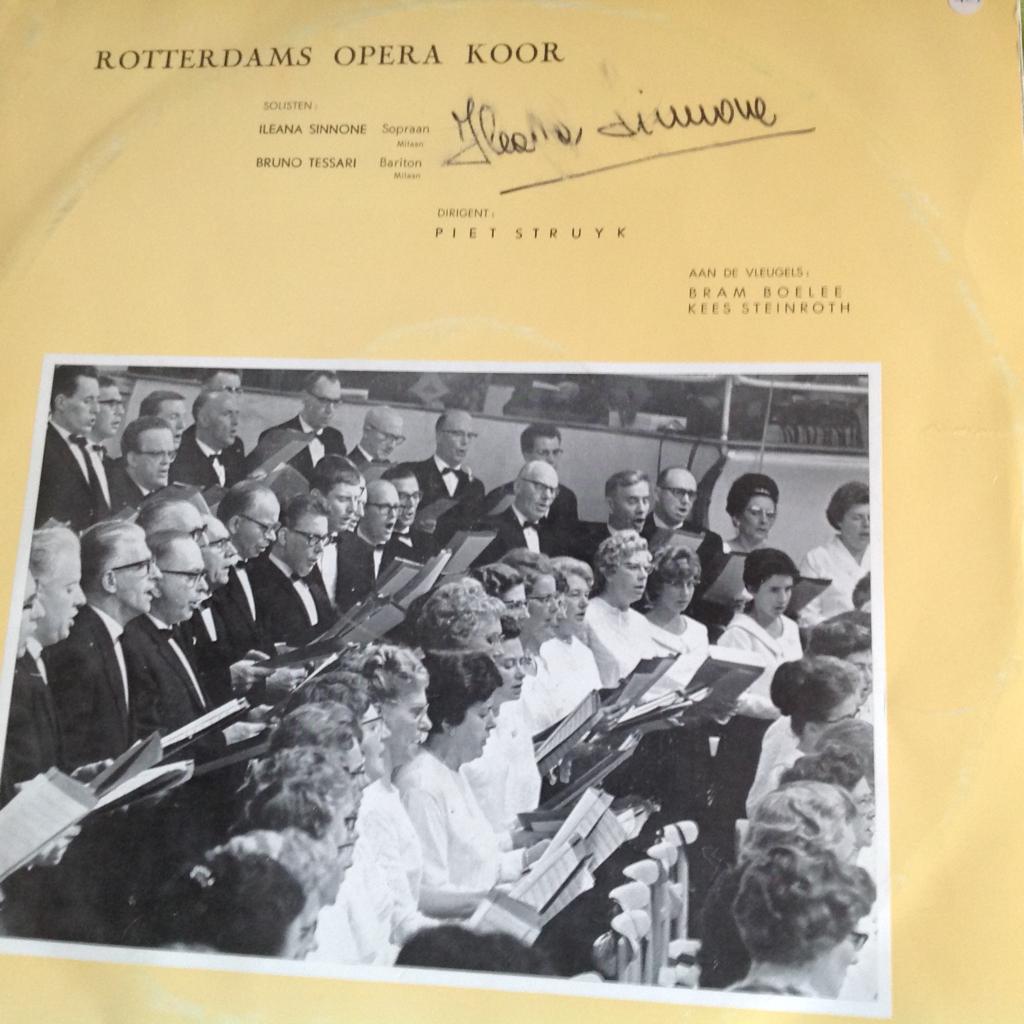 ROTTERDAMS OPERA KOOR
SOLISTEN:
ILEANA SINNONE Sopraan
Milaan
BRUNO TESSARI Bariton
Milaan
Ileana Sinnone
DIRIGENT:
PIET STRUYK
AAN DE VLEUGELS:
BRAM BOELEE
KEES STEINROTH